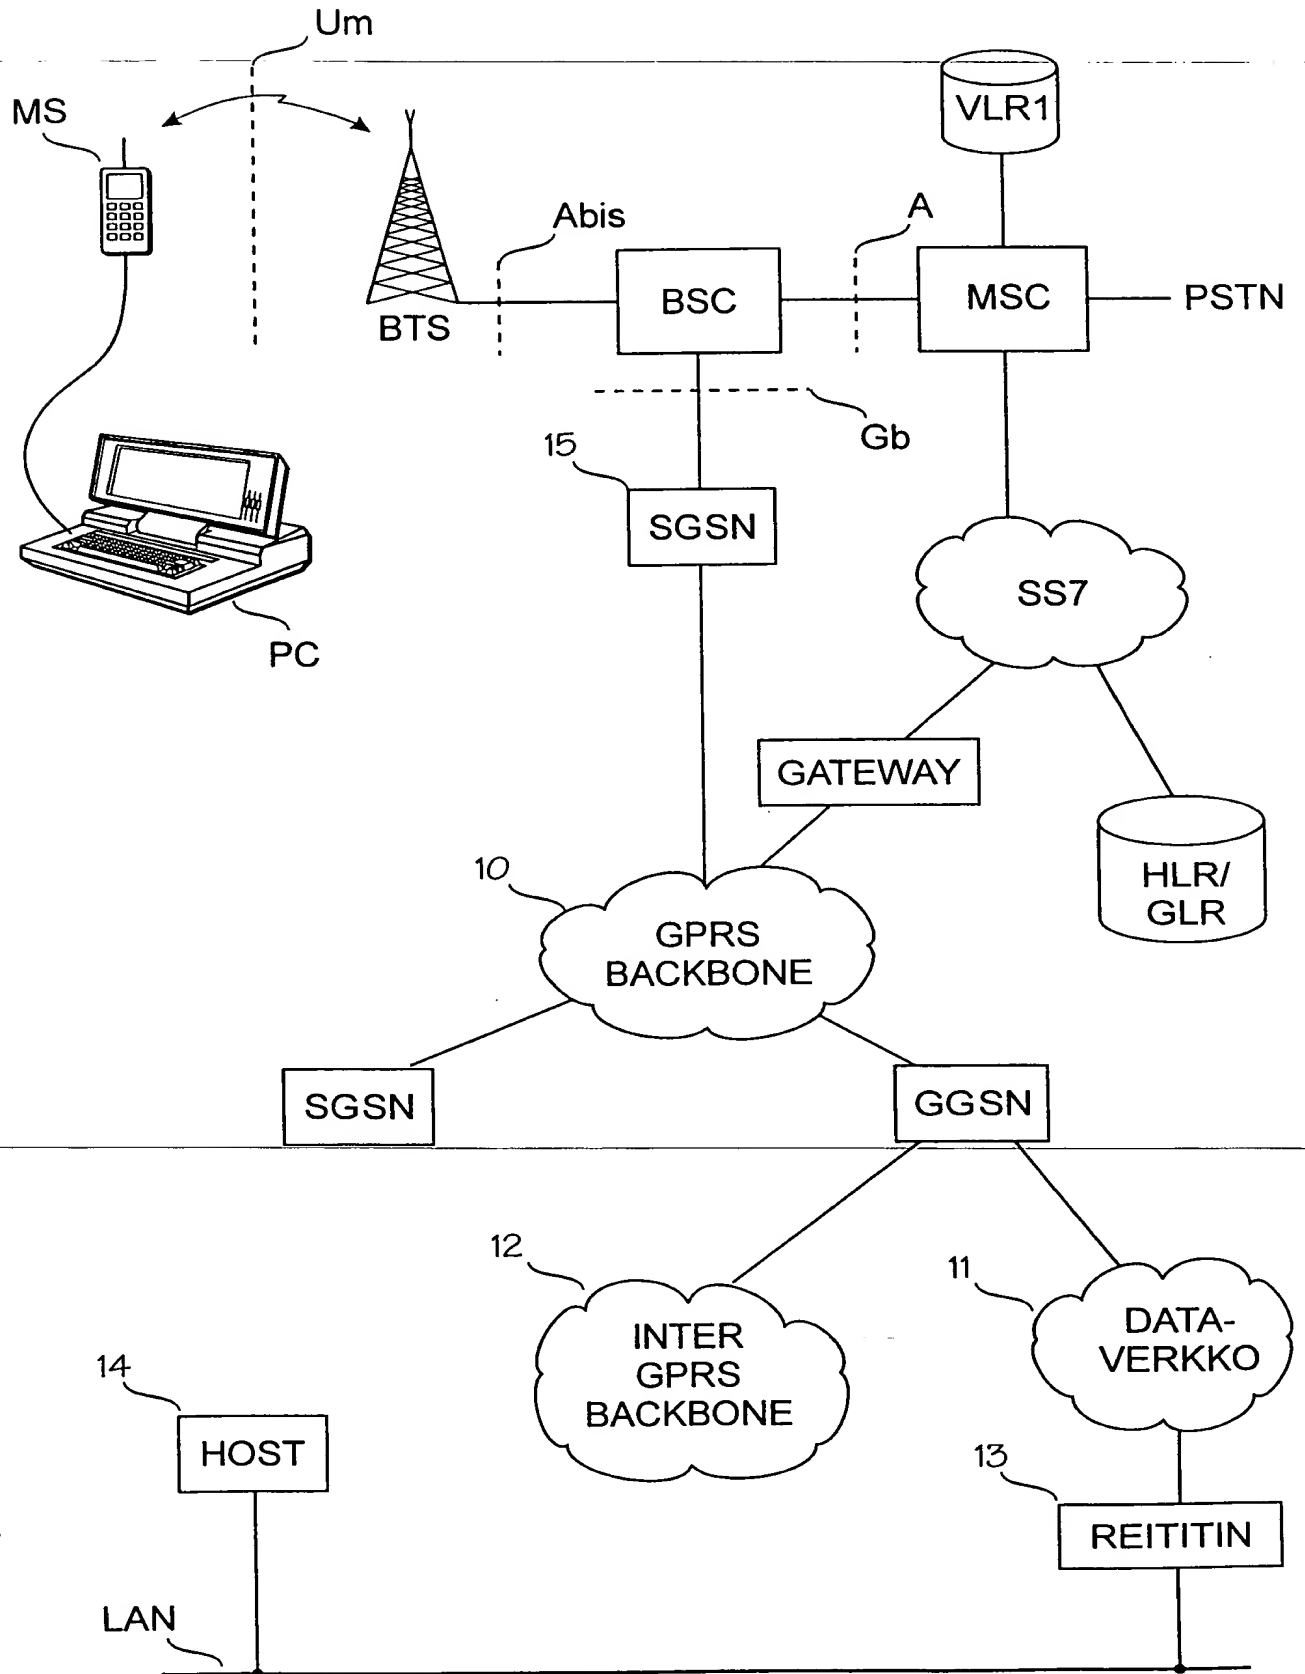 Um
VLR1
MS
Abis
A
BSC
MSC
PSTN
BTS
Gb
15
SGSN
SS7
PC
GATEWAY
10
HLR/
GLR
GPRS
BACKBONE
SGSN
GGSN
12
11
INTER
GPRS
BACKBONE
DATA-
VERKKO
14
HOST
13
REITITIN
LAN